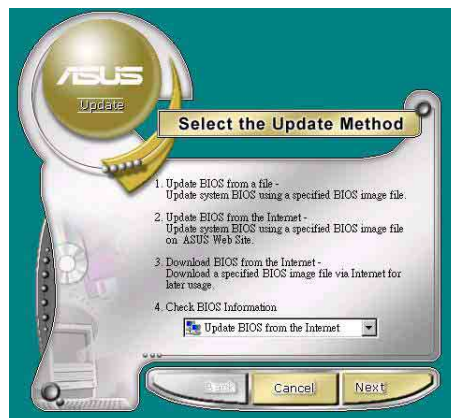 ASUS
Update
Select the Update Method
1. Update BIOS from a file -
Update system BIOS using a specified BIOS image file.
2. Update BIOS from the Internet -
Update system BIOS using a specified BIOS image file
on ASUS Web Site.
3. Download BIOS from the Internet -
Download a specified BIOS image file via Internet for
later usage.
4. Check BIOS Information
Update BIOS from the Internet
Back
Cancel
Next